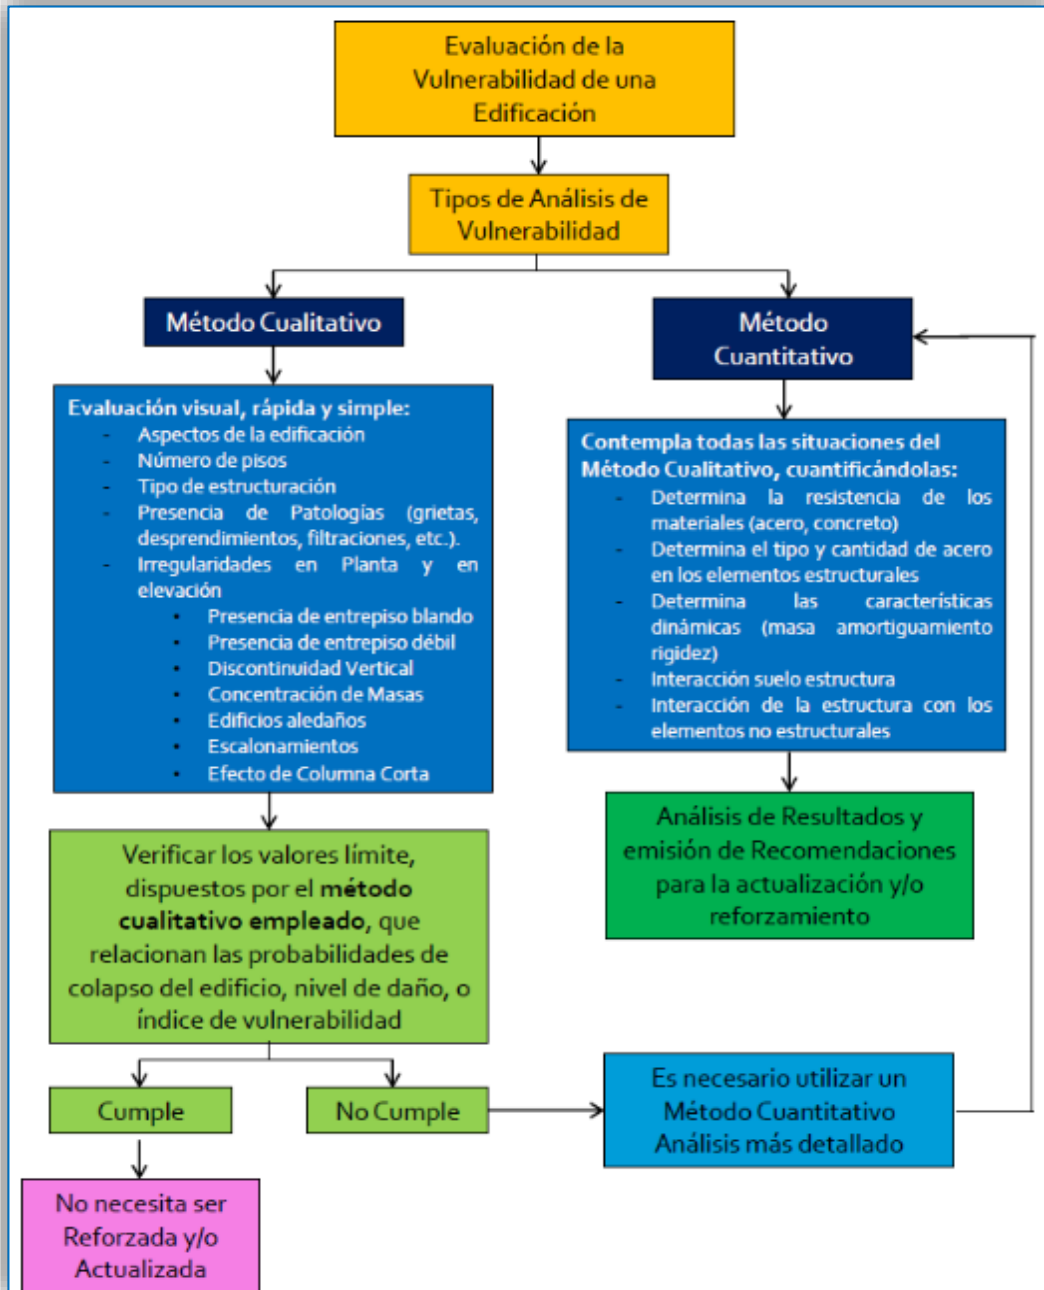 Evaluación de la
Vulnerabilidad de una
Edificación
Tipos de Análisis de
Vulnerabilidad
Método Cualitativo
Evaluación visual, rápida y simple:
- Aspectos de la edificación
- Número de pisos
- Tipo de estructuración
- Presencia de Patologías (grietas,
desprendimientos, filtraciones, etc.).
- Irregularidades en Planta y en
elevación
• Presencia de entrepiso blando
• Presencia de entrepiso débil
• Discontinuidad Vertical
• Concentración de Masas
• Edificios aledaños
• Escalonamientos
• Efecto de Columna Corta
Verificar los valores límite,
dispuestos por el método
cualitativo empleado, que
relacionan las probabilidades de
colapso del edificio, nivel de daño, o
índice de vulnerabilidad
Cumple
No Cumple
No necesita ser
Reforzada y/o
Actualizada
Método
Cuantitativo
Contempla todas las situaciones del
Método Cualitativo, cuantificándolas:
- Determina la resistencia de los
materiales (acero, concreto)
- Determina el tipo y cantidad de acero
en los elementos estructurales
- Determina las características
dinámicas (masa amortiguamiento
rigidez)
- Interacción suelo estructura
- Interacción de la estructura con los
elementos no estructurales
Análisis de Resultados y
emisión de Recomendaciones
para la actualización y/o
reforzamiento
Es necesario utilizar un
Método Cuantitativo
Análisis más detallado